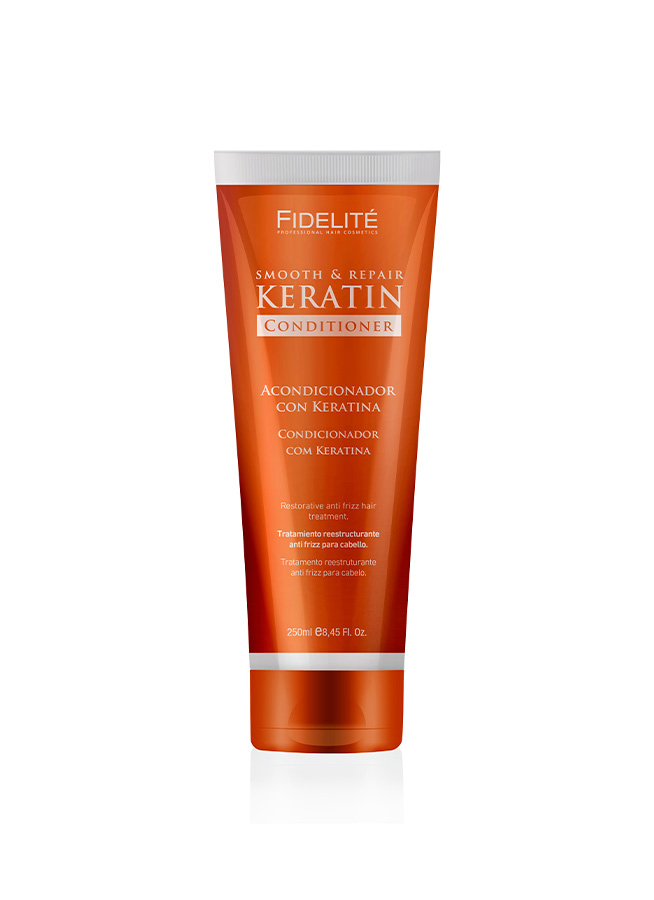 FIDELITÉ
PROFESSIONAL HAIR COSMETICS
SMOOTH & REPAIR
KERATIN
CONDITIONER
ACONDICIONADOR
CON KERATINA
CONDICIONADOR
COM KERATINA
Restorative anti frizz hair
treatment.
Tratamiento reestructurante
anti frizz para cabello.
Tratamento reestruturante
anti frizz para cabelo.
250ml e8,45 Fl. Oz.